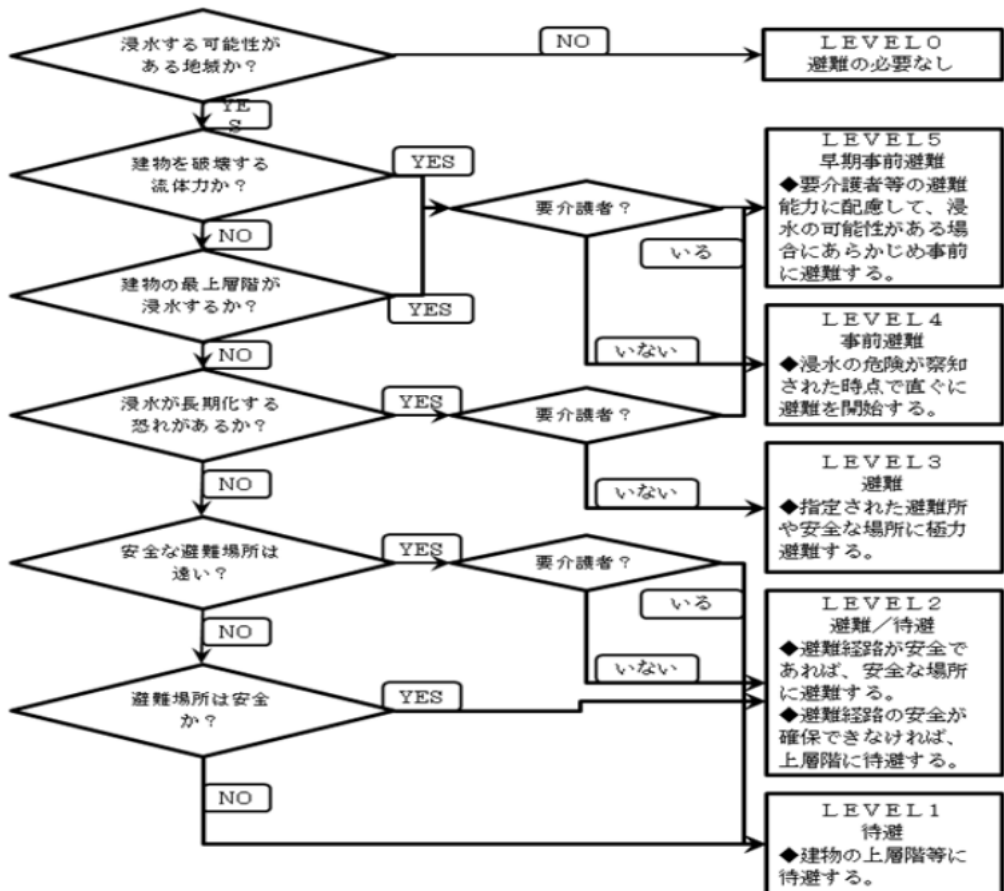 浸水する可能性が
ある地域か？
NO
ＬＥＶＥＬ０
避難の必要なし
YE
S
建物を破壊する
流体力か？
YES
要介護者？
ＬＥＶＥＬ５
早期事前避難
◆要介護者等の避難
能力に配慮して、浸
水の可能性がある場
合にあらかじめ事前
に避難する。
NO
いる
建物の最上層階が
浸水するか？
YES
NO
いない
ＬＥＶＥＬ４
事前避難
◆浸水の危険が察知
された時点で直ぐに
避難を開始する。
浸水が長期化する
恐れがあるか？
YES
要介護者？
NO
いない
ＬＥＶＥＬ３
避難
◆指定された避難所
や安全な場所に極力
避難する。
安全な避難場所は
遠い？
YES
要介護者？
いる
NO
いない
ＬＥＶＥＬ２
避難／待避
◆避難経路が安全で
あれば、安全な場所
に避難する。
◆避難経路の安全が
確保できなければ、
上層階に待避する。
避難場所は安全
か？
YES
NO
ＬＥＶＥＬ１
待避
◆建物の上層階等に
待避する。